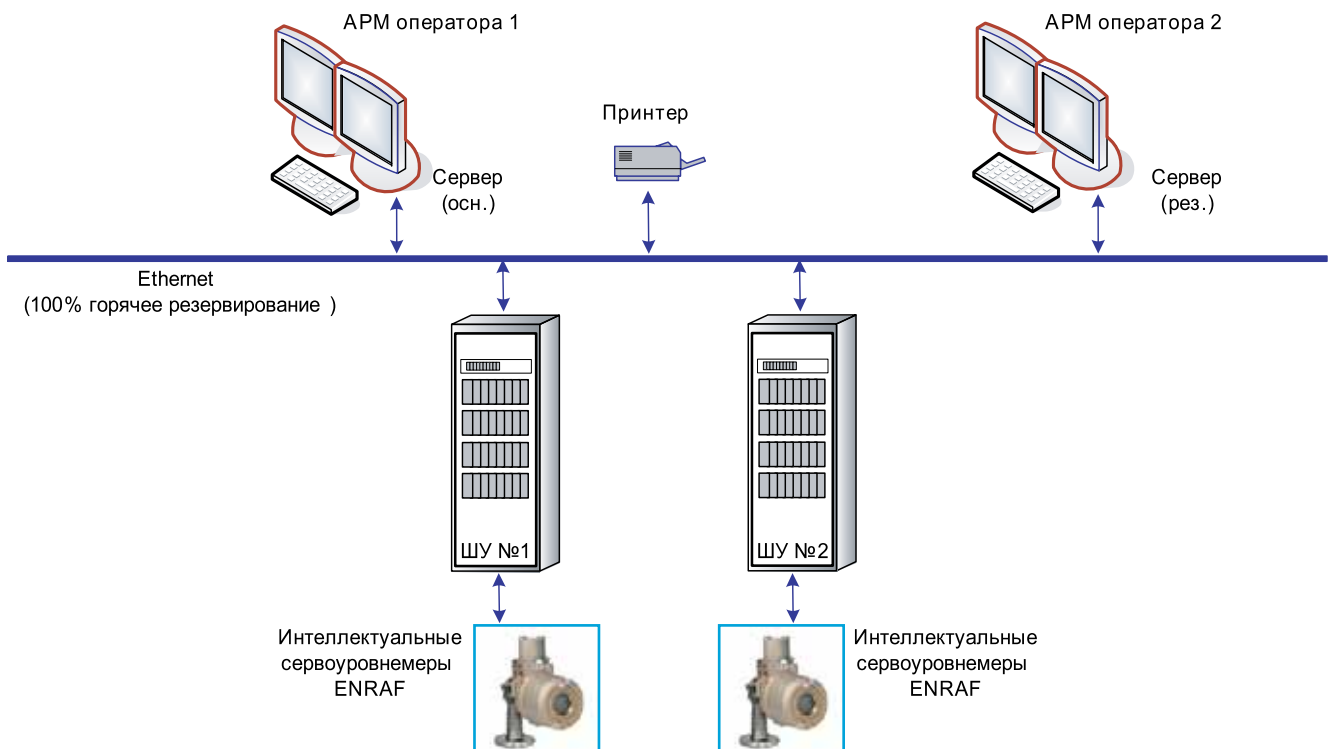 АРМ оператора 1
АРМ оператора 2
Принтер
Сервер
(осн.)
Сервер
(рез.)
Ethernet
(100% горячее резервирование )
ШУ №1
ШУ №2
Интеллектуальные
сервоуровнемеры
ENRAF
Интеллектуальные
сервоуровнемеры
ENRAF